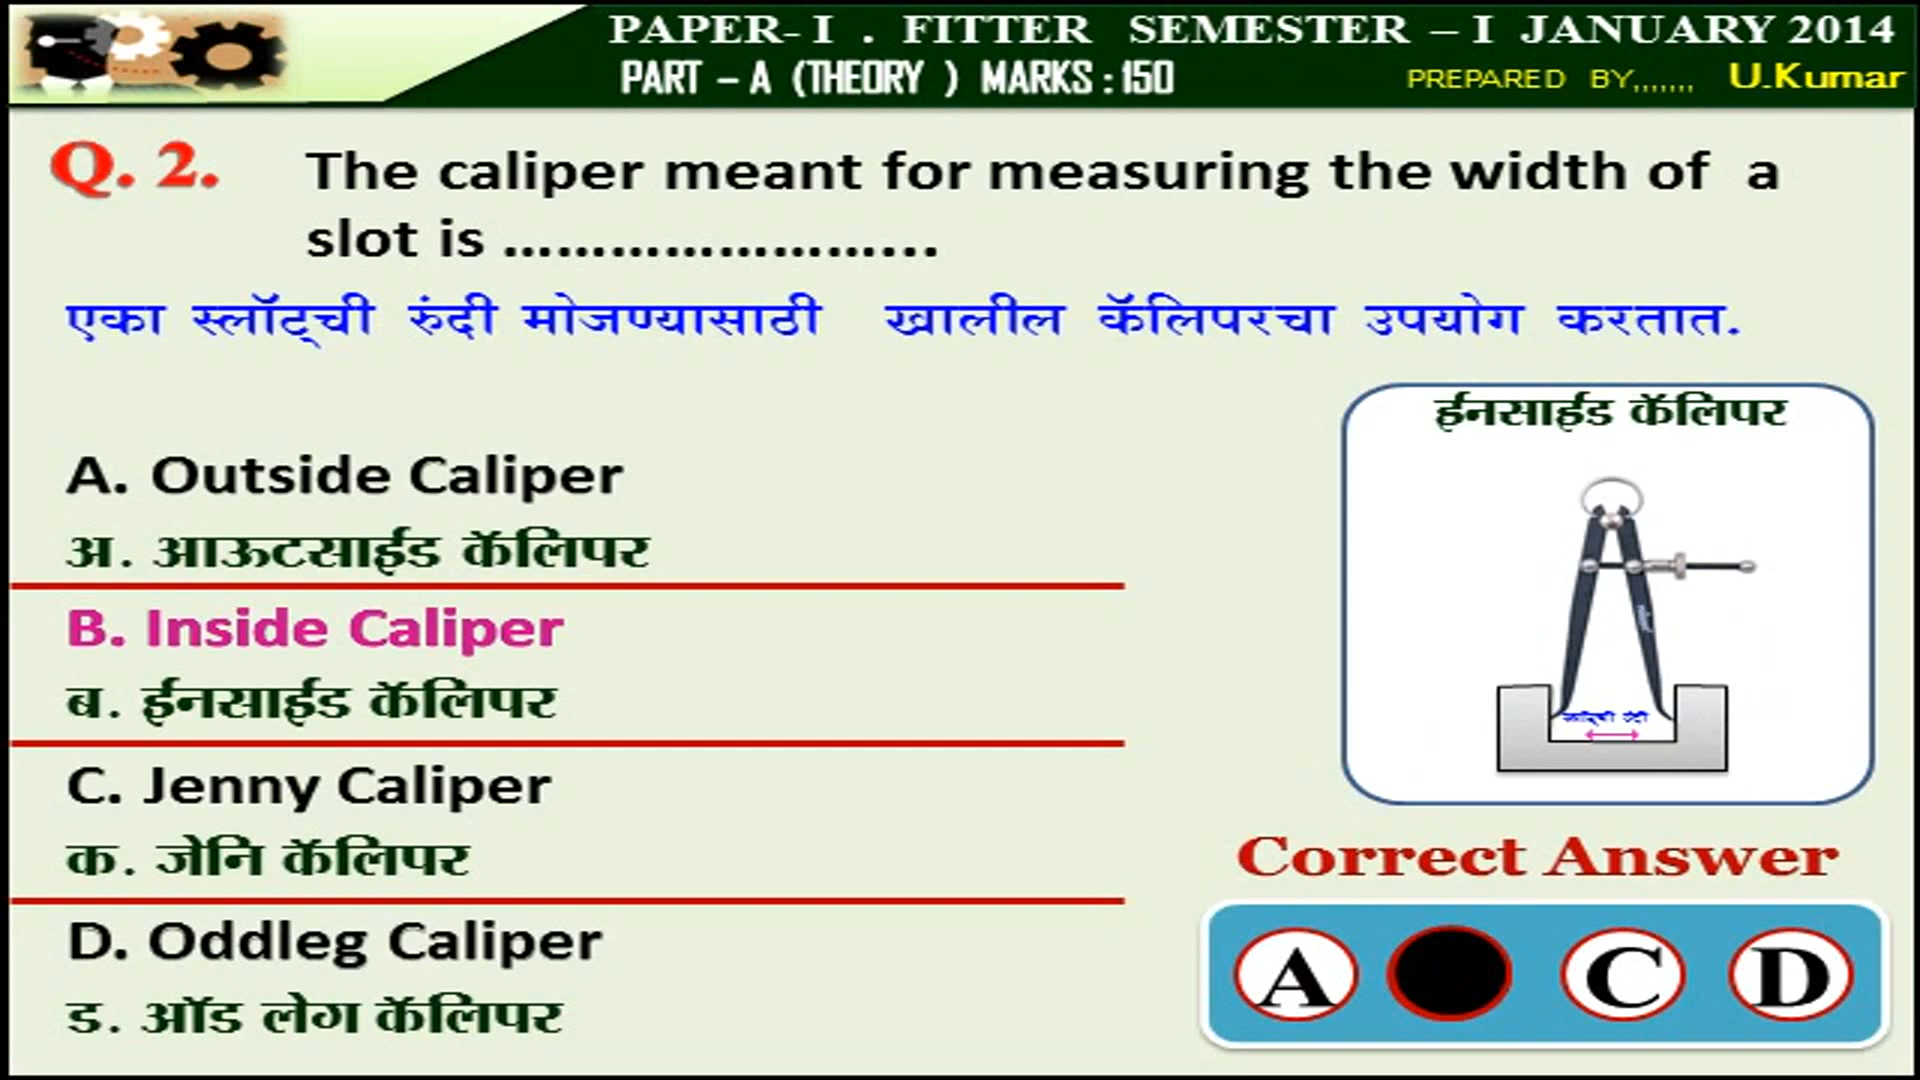 PAPER- I . FITTER SEMESTER – I JANUARY 2014
PART – A (THEORY ) MARKS : 150
PREPARED BY,,,,,,, U.Kumar
Q. 2. The caliper meant for measuring the width of a
slot is ……………………..
एका स्लॉट्ची रुंदी मोजण्यासाठी खालील कॅलिपरचा उपयोग करतात.
ईनसाईड कॅलिपर
A. Outside Caliper
अ. आऊटसाईड कॅलिपर
B. Inside Caliper
ब. ईनसाईड कॅलिपर
स्लॉट्ची रुंदी
C. Jenny Caliper
क. जेनि कॅलिपर
Correct Answer
D. Oddleg Caliper
ड. ऑड लेग कॅलिपर
A C D